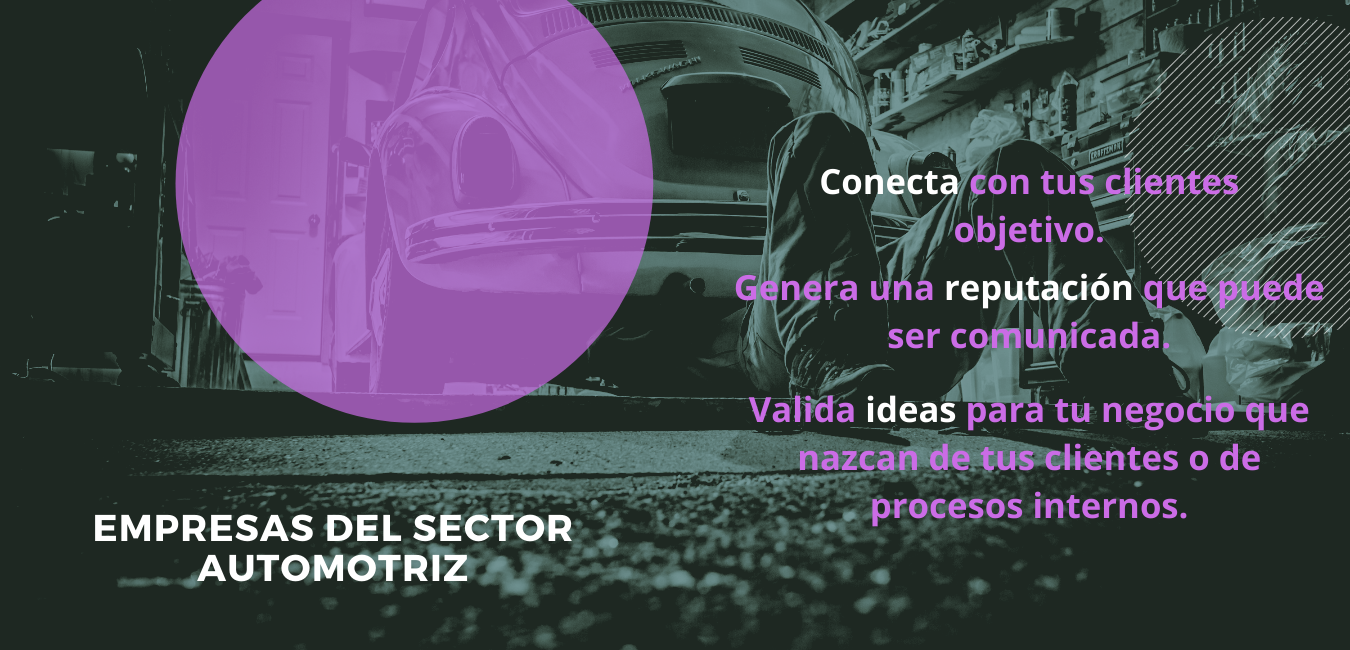 Conecta con tus clientes
objetivo.
Genera una reputación que puede
ser comunicada.
Valida ideas para tu negocio que
nazcan de tus clientes o de
procesos internos.
EMPRESAS DEL SECTOR
AUTOMOTRIZ